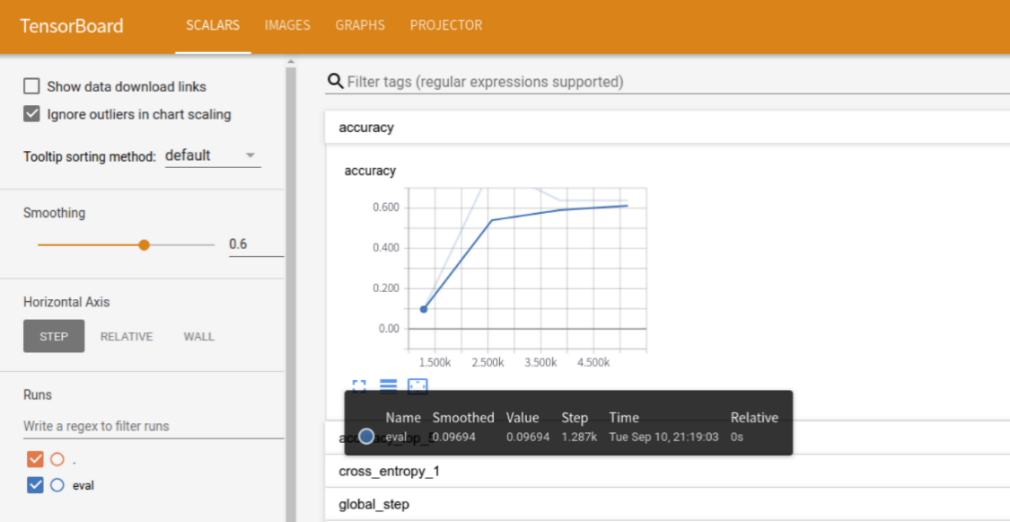 TensorBoard SCALARS IMAGES GRAPHS PROJECTOR
Show data download links
Ignore outliers in chart scaling
Tooltip sorting method: default
Smoothing
0.6
Horizontal Axis
STEP RELATIVE WALL
Runs
Write a regex to filter runs
.
eval
Filter tags (regular expressions supported)
accuracy
accuracy
0.600
0.400
0.200
0.00
1.500k 2.500k 3.500k 4.500k
Name Smoothed Value Step Time Relative
eval 0.09694 0.09694 1.287k Tue Sep 10, 21:19:03 0s
cross_entropy_1
global_step